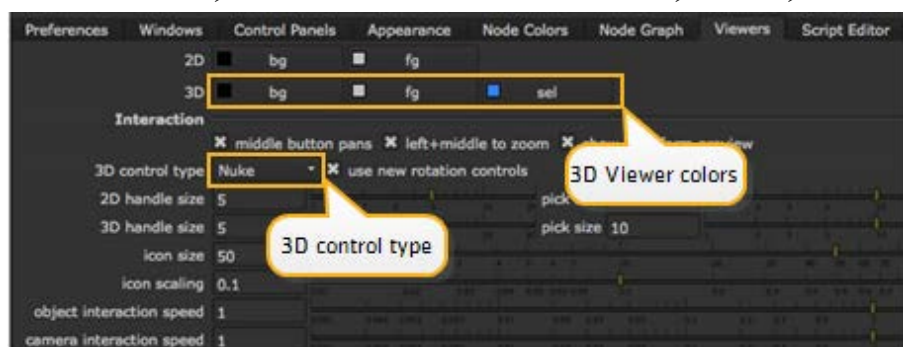 Preferences Windows Control Panels Appearance Node Colors Node Graph Viewers Script Editor
2D bg fg
3D bg fg sel
Interaction
middle button pans left+middle to zoom
3D control type Nuke use new rotation controls
3D Viewer colors
2D handle size 5 pick
3D handle size 5 pick size 10
3D control type
icon size 50
icon scaling 0.1
object interaction speed 1
camera interaction speed 1